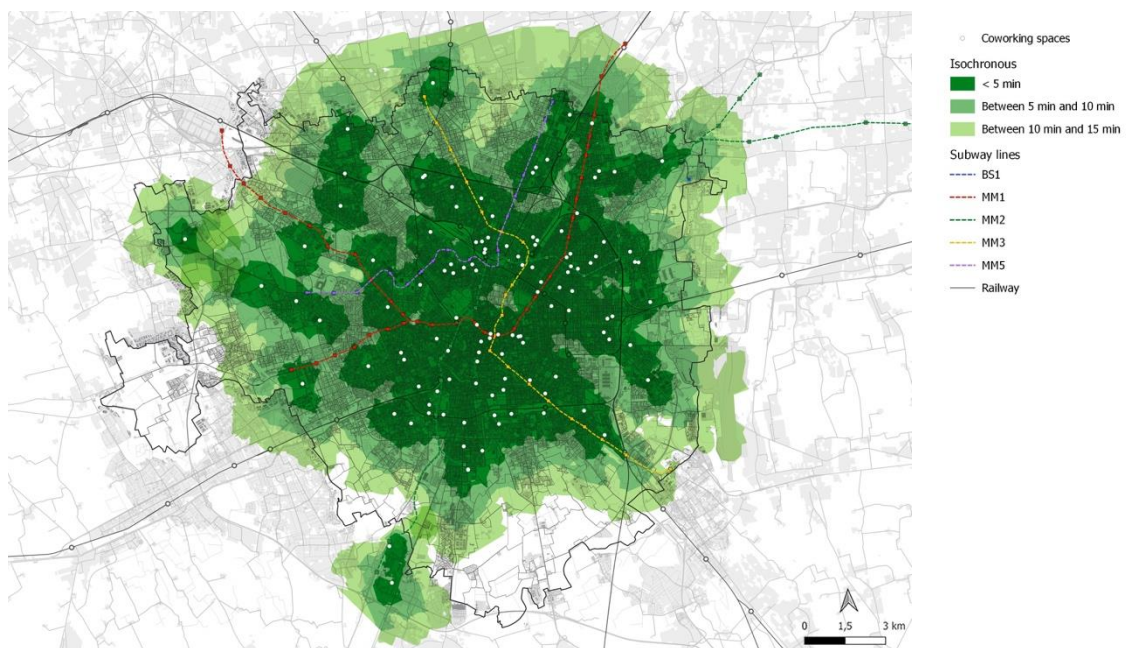 Coworking spaces
Isochronous
< 5 min
Between 5 min and 10 min
Between 10 min and 15 min
Subway lines
BS1
MM1
MM2
MM3
MM5
Railway
0 1,5 3 km